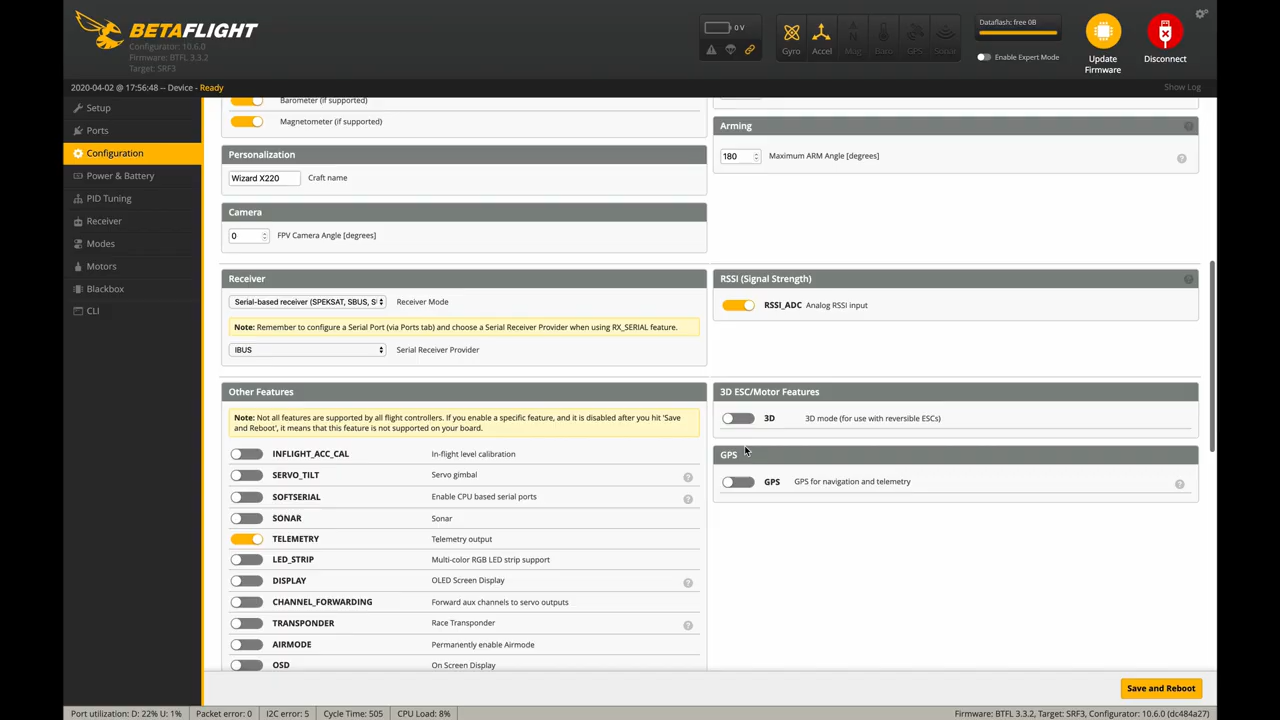 BETAFLIGHT
Configurator: 10.6.0
Firmware: BTFL 3.3.2
Target: SRF3
0 V
Gyro
Accel
Mag
Baro
GPS
Sonar
Dataflash: free 0B
Enable Expert Mode
Update
Firmware
Disconnect
2020-04-02 @ 17:56:48 -- Device - Ready
Show Log
Setup
Ports
Configuration
Power & Battery
PID Tuning
Receiver
Modes
Motors
Blackbox
CLI
Barometer (if supported)
Magnetometer (if supported)
Personalization
Wizard X220 Craft name
Camera
0 FPV Camera Angle [degrees]
Arming
180 Maximum ARM Angle [degrees]
Receiver
Serial-based receiver (SPEKSAT, SBUS, S Receiver Mode
Note: Remember to configure a Serial Port (via Ports tab) and choose a Serial Receiver Provider when using RX_SERIAL feature.
IBUS Serial Receiver Provider
RSSI (Signal Strength)
RSSI_ADC Analog RSSI input
Other Features
Note: Not all features are supported by all flight controllers. If you enable a specific feature, and it is disabled after you hit 'Save
and Reboot', it means that this feature is not supported on your board.
INFLIGHT_ACC_CAL In-flight level calibration
SERVO_TILT Servo gimbal
SOFTSERIAL Enable CPU based serial ports
SONAR Sonar
TELEMETRY Telemetry output
LED_STRIP Multi-color RGB LED strip support
DISPLAY OLED Screen Display
CHANNEL_FORWARDING Forward aux channels to servo outputs
TRANSPONDER Race Transponder
AIRMODE Permanently enable Airmode
OSD On Screen Display
3D ESC/Motor Features
3D 3D mode (for use with reversible ESCs)
GPS
GPS GPS for navigation and telemetry
Save and Reboot
Port utilization: D: 22% U: 1% Packet error: 0 I2C error: 5 Cycle Time: 505 CPU Load: 8% Firmware: BTFL 3.3.2, Target: SRF3, Configurator: 10.6.0 (dc484a27)